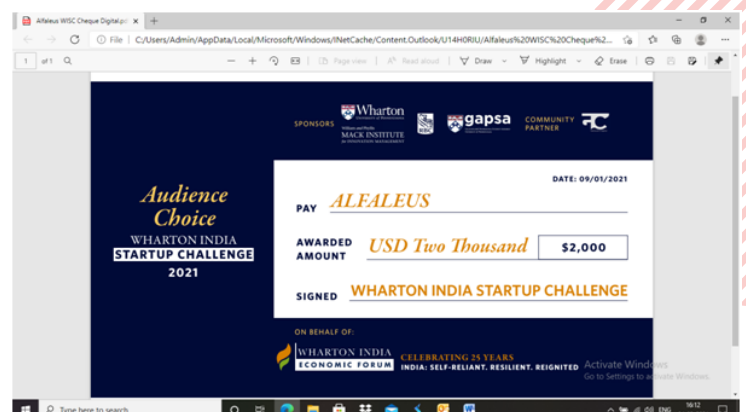 Alfaleus WISC Cheque Digital.pdf
File | C:/Users/Admin/AppData/Local/Microsoft/Windows/INetCache/Content.Outlook/U14H0RIU/Alfaleus%20WISC%20Cheque%2...
1 of 1
Page view | Read aloud | Draw | Highlight | Erase
SPONSORS
Wharton
MACK INSTITUTE
RBC
gapsa
COMMUNITY
PARTNER
Audience
Choice
WHARTON INDIA
STARTUP CHALLENGE
2021
DATE: 09/01/2021
PAY ALFALEUS
AWARDED
AMOUNT
USD Two Thousand
$2,000
SIGNED WHARTON INDIA STARTUP CHALLENGE
ON BEHALF OF:
WHARTON INDIA
ECONOMIC FORUM
CELEBRATING 25 YEARS
INDIA: SELF-RELIANT. RESILIENT. REIGNITED
Activate Windows
Go to Settings to activate Windows.
Type here to search
ENG
16:12